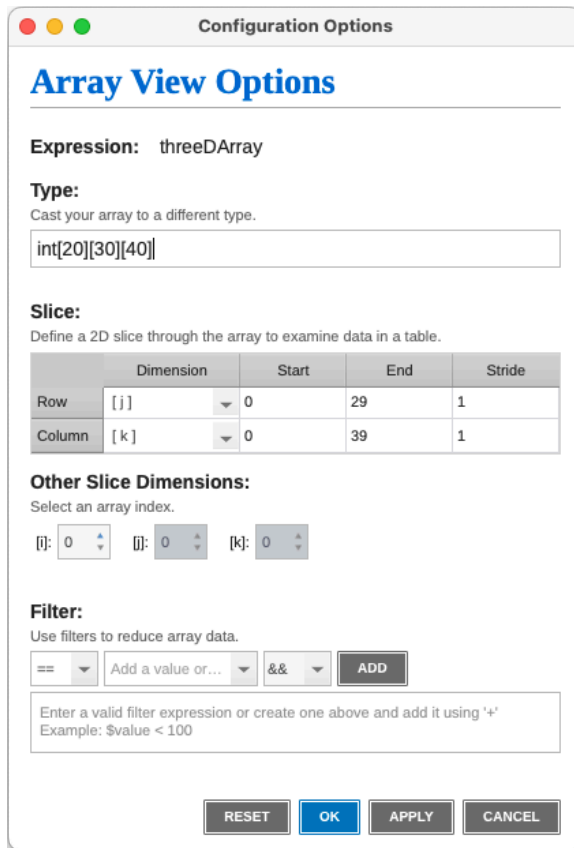 Configuration Options
Array View Options
Expression: threeDArray
Type:
Cast your array to a different type.
int[20][30][40]
Slice:
Define a 2D slice through the array to examine data in a table.
Dimension Start End Stride
Row [j] 0 29 1
Column [k] 0 39 1
Other Slice Dimensions:
Select an array index.
[i]: 0 [j]: 0 [k]: 0
Filter:
Use filters to reduce array data.
== Add a value or... && ADD
Enter a valid filter expression or create one above and add it using '+'
Example: $value < 100
RESET OK APPLY CANCEL